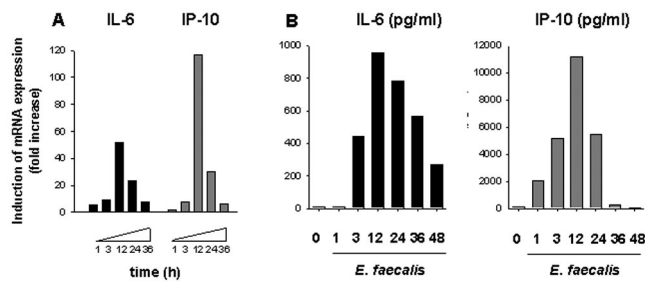 A
IL-6 IP-10
Induction of mRNA expression
(fold increase)
120
100
80
60
40
20
0
1 3 12 24 36 1 3 12 24 36
time (h)
B
IL-6 (pg/ml)
1000
800
600
400
200
0
0 1 3 12 24 36 48
E. faecalis
IP-10 (pg/ml)
12000
10000
8000
6000
4000
2000
0
0 1 3 12 24 36 48
E. faecalis